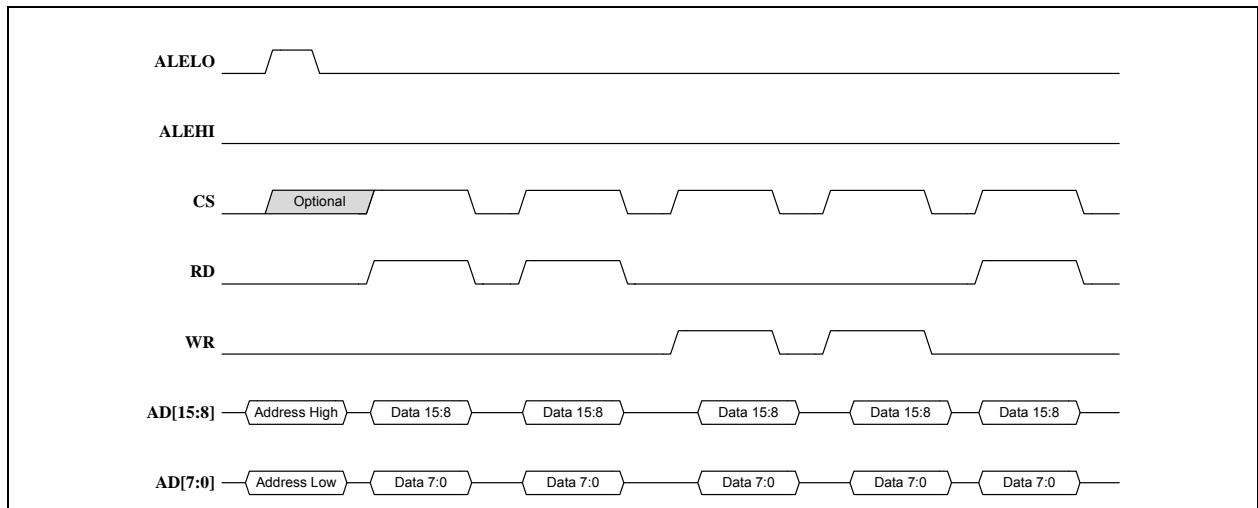 ALELO
ALEHI
CS Optional
RD
WR
AD[15:8] Address High Data 15:8 Data 15:8 Data 15:8 Data 15:8 Data 15:8
AD[7:0] Address Low Data 7:0 Data 7:0 Data 7:0 Data 7:0 Data 7:0